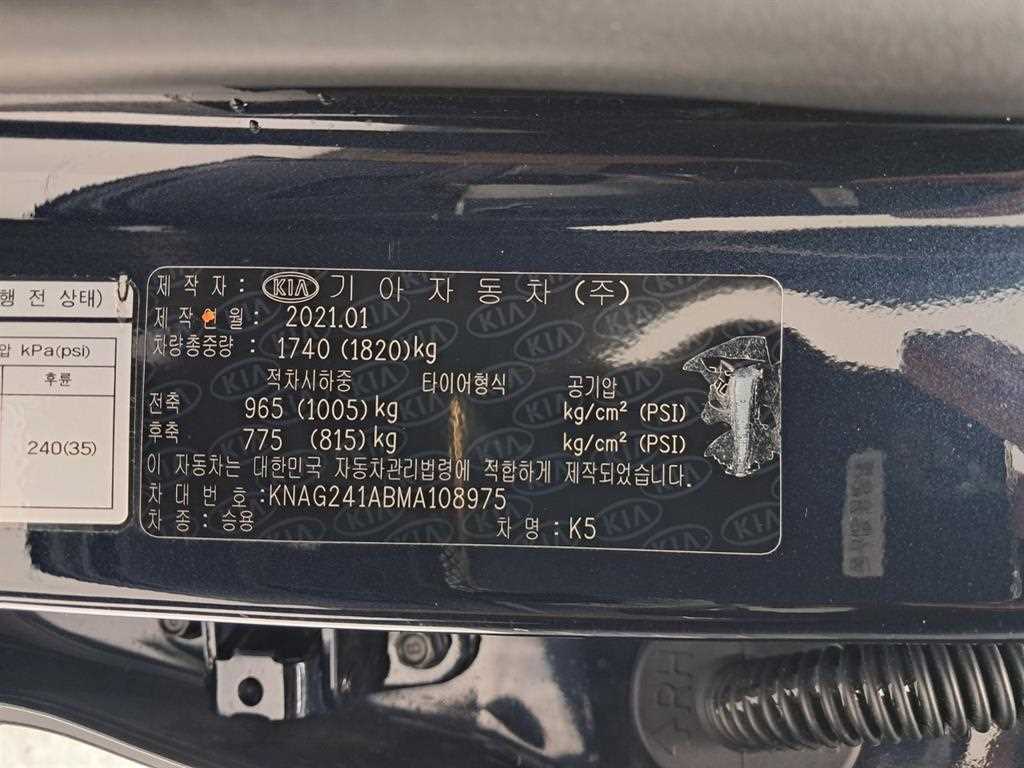 행 전 상태)
압 kPa(psi)
후륜
240(35)
제 작 자 : KIA 기 아 자 동 차 (주)
제 작 년 월 : 2021.01
차량총중량 : 1740 (1820)kg
적차시하중 타이어형식 공기압
전축 965 (1005)kg kg/cm² (PSI)
후축 775 (815)kg kg/cm² (PSI)
이 자동차는 대한민국 자동차관리법령에 적합하게 제작되었습니다.
차 대 번 호 :KNAG241ABMA108975
차 종 : 승용 차 명 : K5
RH